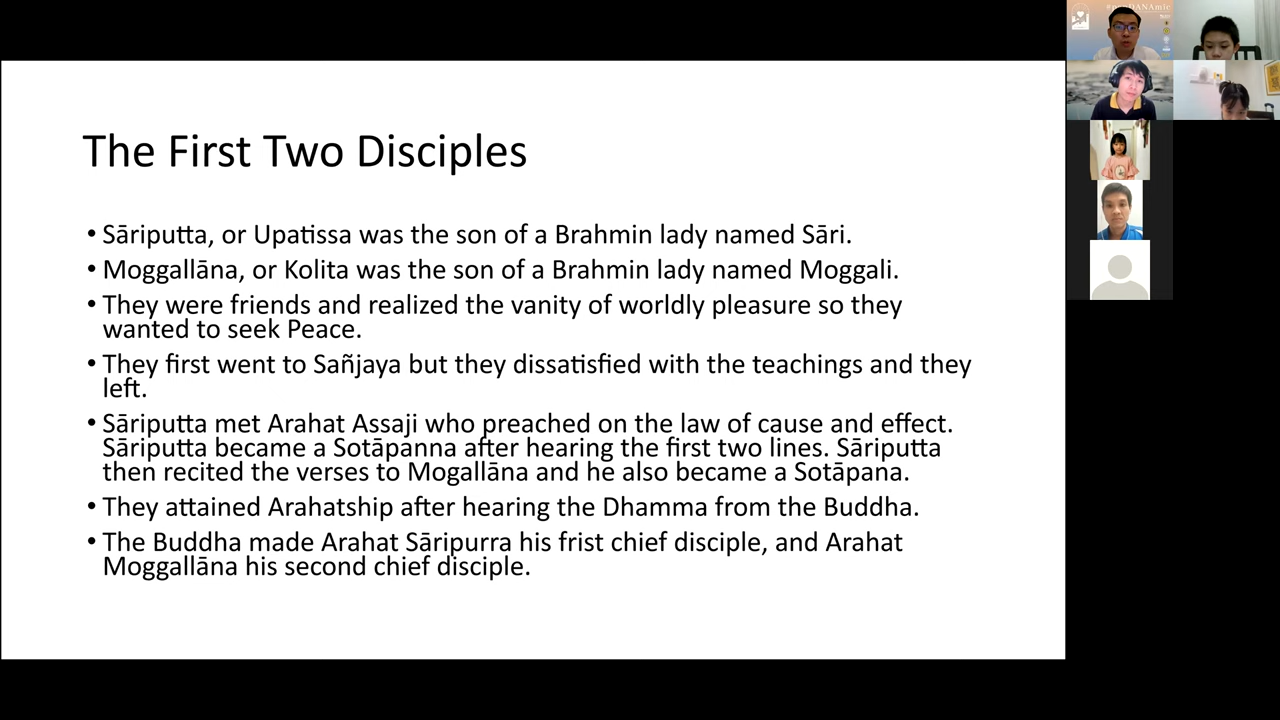 The First Two Disciples
• Sāriputta, or Upatissa was the son of a Brahmin lady named Sāri.
• Moggallāna, or Kolita was the son of a Brahmin lady named Moggali.
• They were friends and realized the vanity of worldly pleasure so they
wanted to seek Peace.
• They first went to Sañjaya but they dissatisfied with the teachings and they
left.
• Sāriputta met Arahat Assaji who preached on the law of cause and effect.
Sāriputta became a Sotāpanna after hearing the first two lines. Sāriputta
then recited the verses to Mogallāna and he also became a Sotāpana.
• They attained Arahatship after hearing the Dhamma from the Buddha.
• The Buddha made Arahat Sāripurra his frist chief disciple, and Arahat
Moggallāna his second chief disciple.